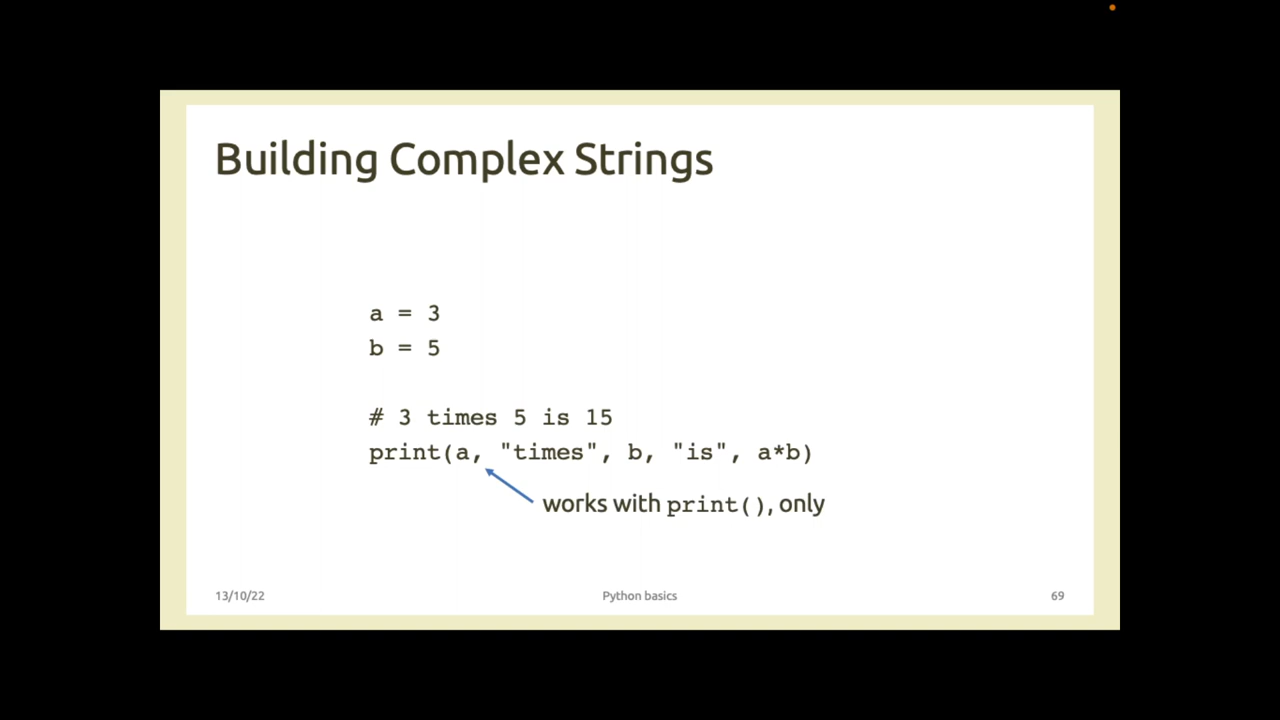 Building Complex Strings
a = 3
b = 5
# 3 times 5 is 15
print(a, "times", b, "is", a*b)
works with print(), only
13/10/22
Python basics
69